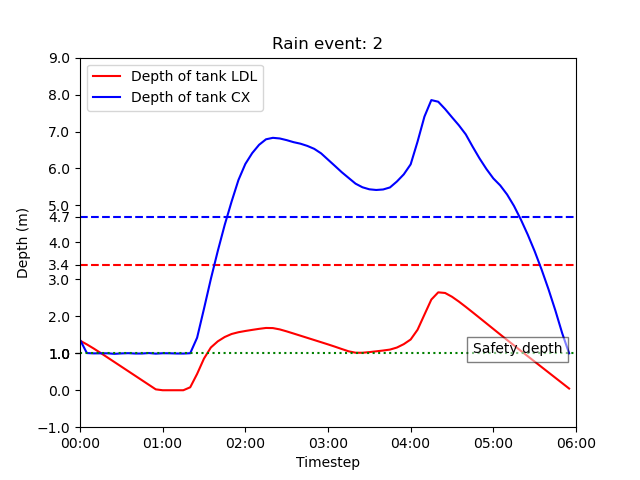 Rain event: 2
Depth of tank LDL
Depth of tank CX
Depth (m)
9.0
8.0
7.0
6.0
5.0
4.7
4.0
3.4
3.0
2.0
1.0
0.0
−1.0
Safety depth
00:00 01:00 02:00 03:00 04:00 05:00 06:00
Timestep